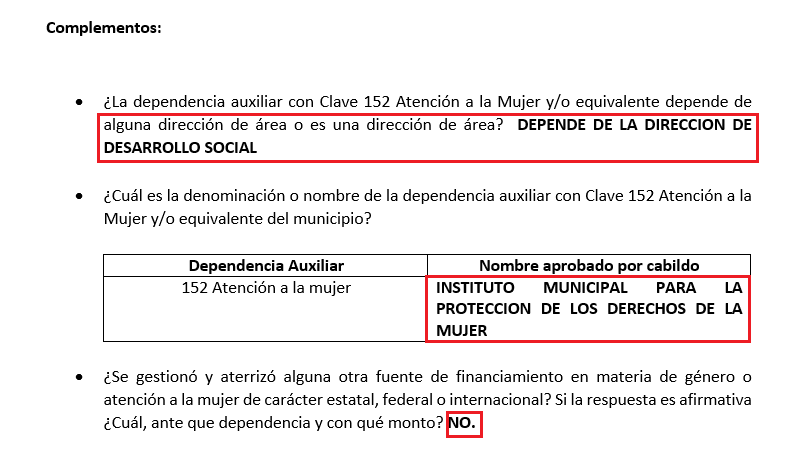 Complementos:
• ¿La dependencia auxiliar con Clave 152 Atención a la Mujer y/o equivalente depende de
alguna dirección de área o es una dirección de área? DEPENDE DE LA DIRECCION DE
DESARROLLO SOCIAL
• ¿Cuál es la denominación o nombre de la dependencia auxiliar con Clave 152 Atención a la
Mujer y/o equivalente del municipio?
Dependencia Auxiliar Nombre aprobado por cabildo
152 Atención a la mujer INSTITUTO MUNICIPAL PARA LA
PROTECCION DE LOS DERECHOS DE LA
MUJER
• ¿Se gestionó y aterrizó alguna otra fuente de financiamiento en materia de género o
atención a la mujer de carácter estatal, federal o internacional? Si la respuesta es afirmativa
¿Cuál, ante que dependencia y con qué monto? NO.